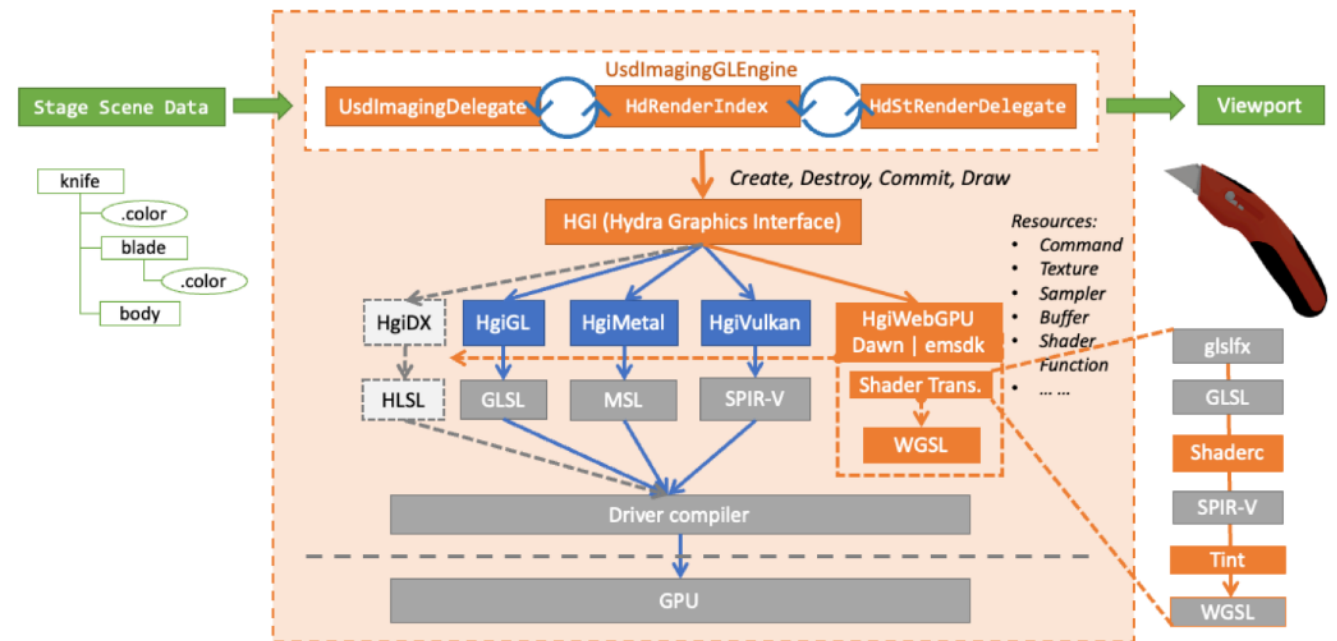 UsdImagingGLEngine
Stage Scene Data
UsdImagingDelegate
HdRenderIndex
HdStRenderDelegate
Viewport
Create, Destroy, Commit, Draw
knife
.color
blade
.color
body
HGI (Hydra Graphics Interface)
Resources:
• Command
• Texture
• Sampler
• Buffer
• Shader
Function
• ... ...
HgiDX
HgiGL
HgiMetal
HgiVulkan
HgiWebGPU
Dawn | emsdk
HLSL
GLSL
MSL
SPIR-V
Shader Trans.
WGSL
glslfx
GLSL
Shaderc
SPIR-V
Tint
WGSL
Driver compiler
GPU